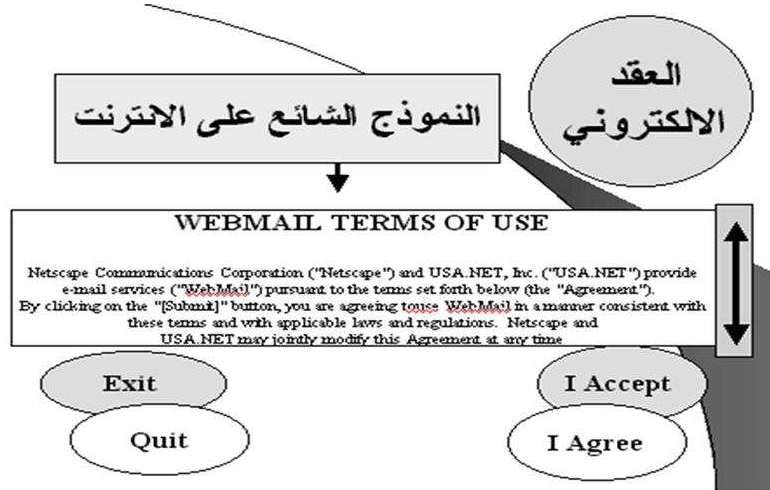 العقد
الالكتروني
النموذج الشائع على الانترنت
WEBMAIL TERMS OF USE
Netscape Communications Corporation ("Netscape") and USA.NET, Inc. ("USA.NET") provide
e-mail services ("WebMail") pursuant to the terms set forth below (the "Agreement").
By clicking on the "[Submit]" button, you are agreeing touse WebMail in a manner consistent with
these terms and with applicable laws and regulations. Netscape and
USA.NET may jointly modify this Agreement at any time
Exit
I Accept
Quit
I Agree